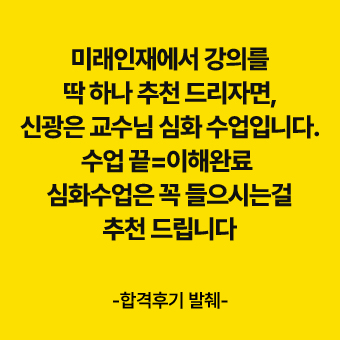 미래인재에서 강의를
딱 하나 추천 드리자면,
신광은 교수님 심화 수업입니다.
수업 끝=이해완료
심화수업은 꼭 들으시는걸
추천 드립니다
-합격후기 발췌-